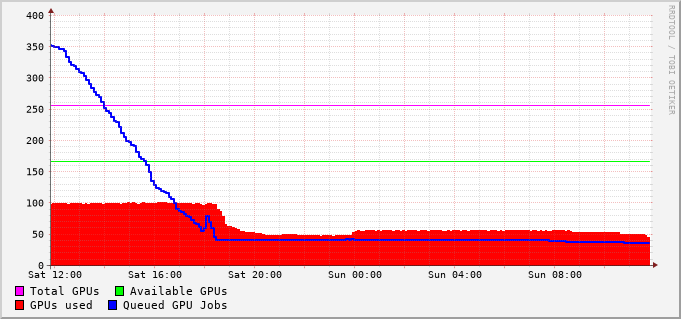 400
350
300
250
200
150
100
50
0
Sat 12:00 Sat 16:00 Sat 20:00 Sun 00:00 Sun 04:00 Sun 08:00
Total GPUs Available GPUs
GPUs used Queued GPU Jobs
RRDTOOL / TOBI OETIKER